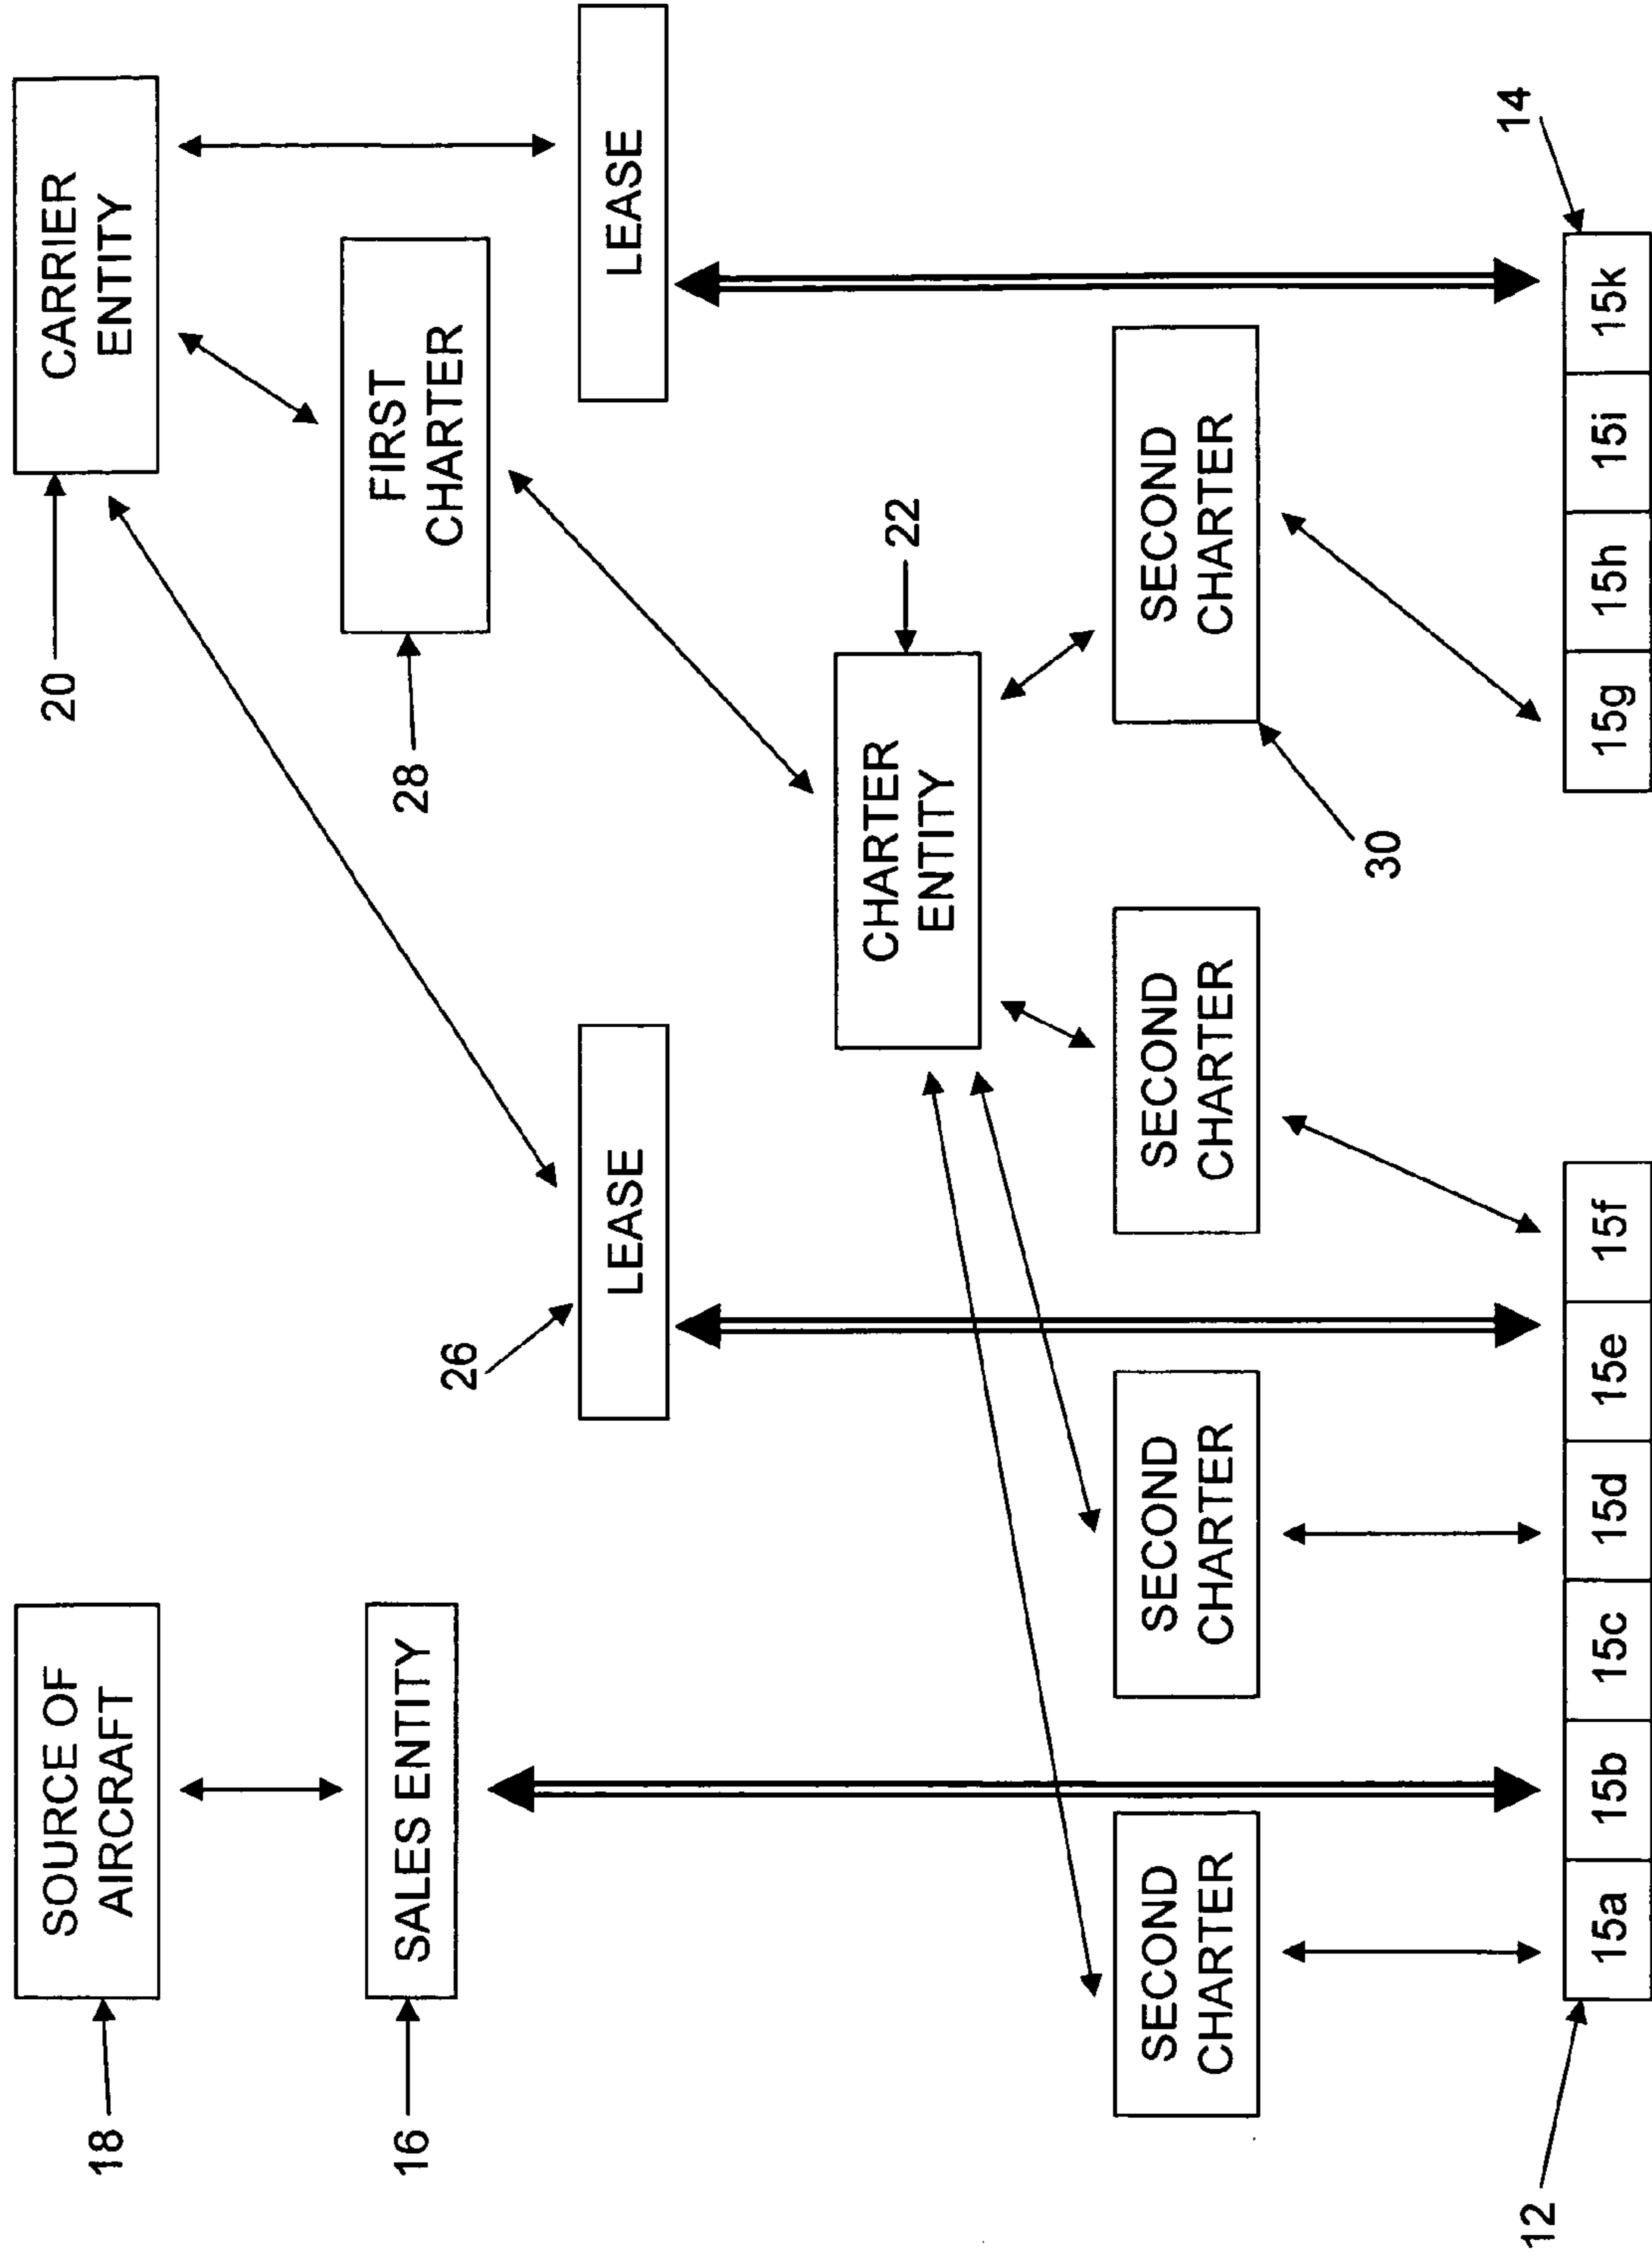 18
SOURCE OF
AIRCRAFT
20
CARRIER
ENTITY
16
SALES ENTITY
28
FIRST
CHARTER
26
LEASE
LEASE
CHARTER
ENTITY
22
SECOND
CHARTER
SECOND
CHARTER
SECOND
CHARTER
SECOND
CHARTER
30
12
15a
15b
15c
15d
15e
15f
15g
15h
15i
15k
14